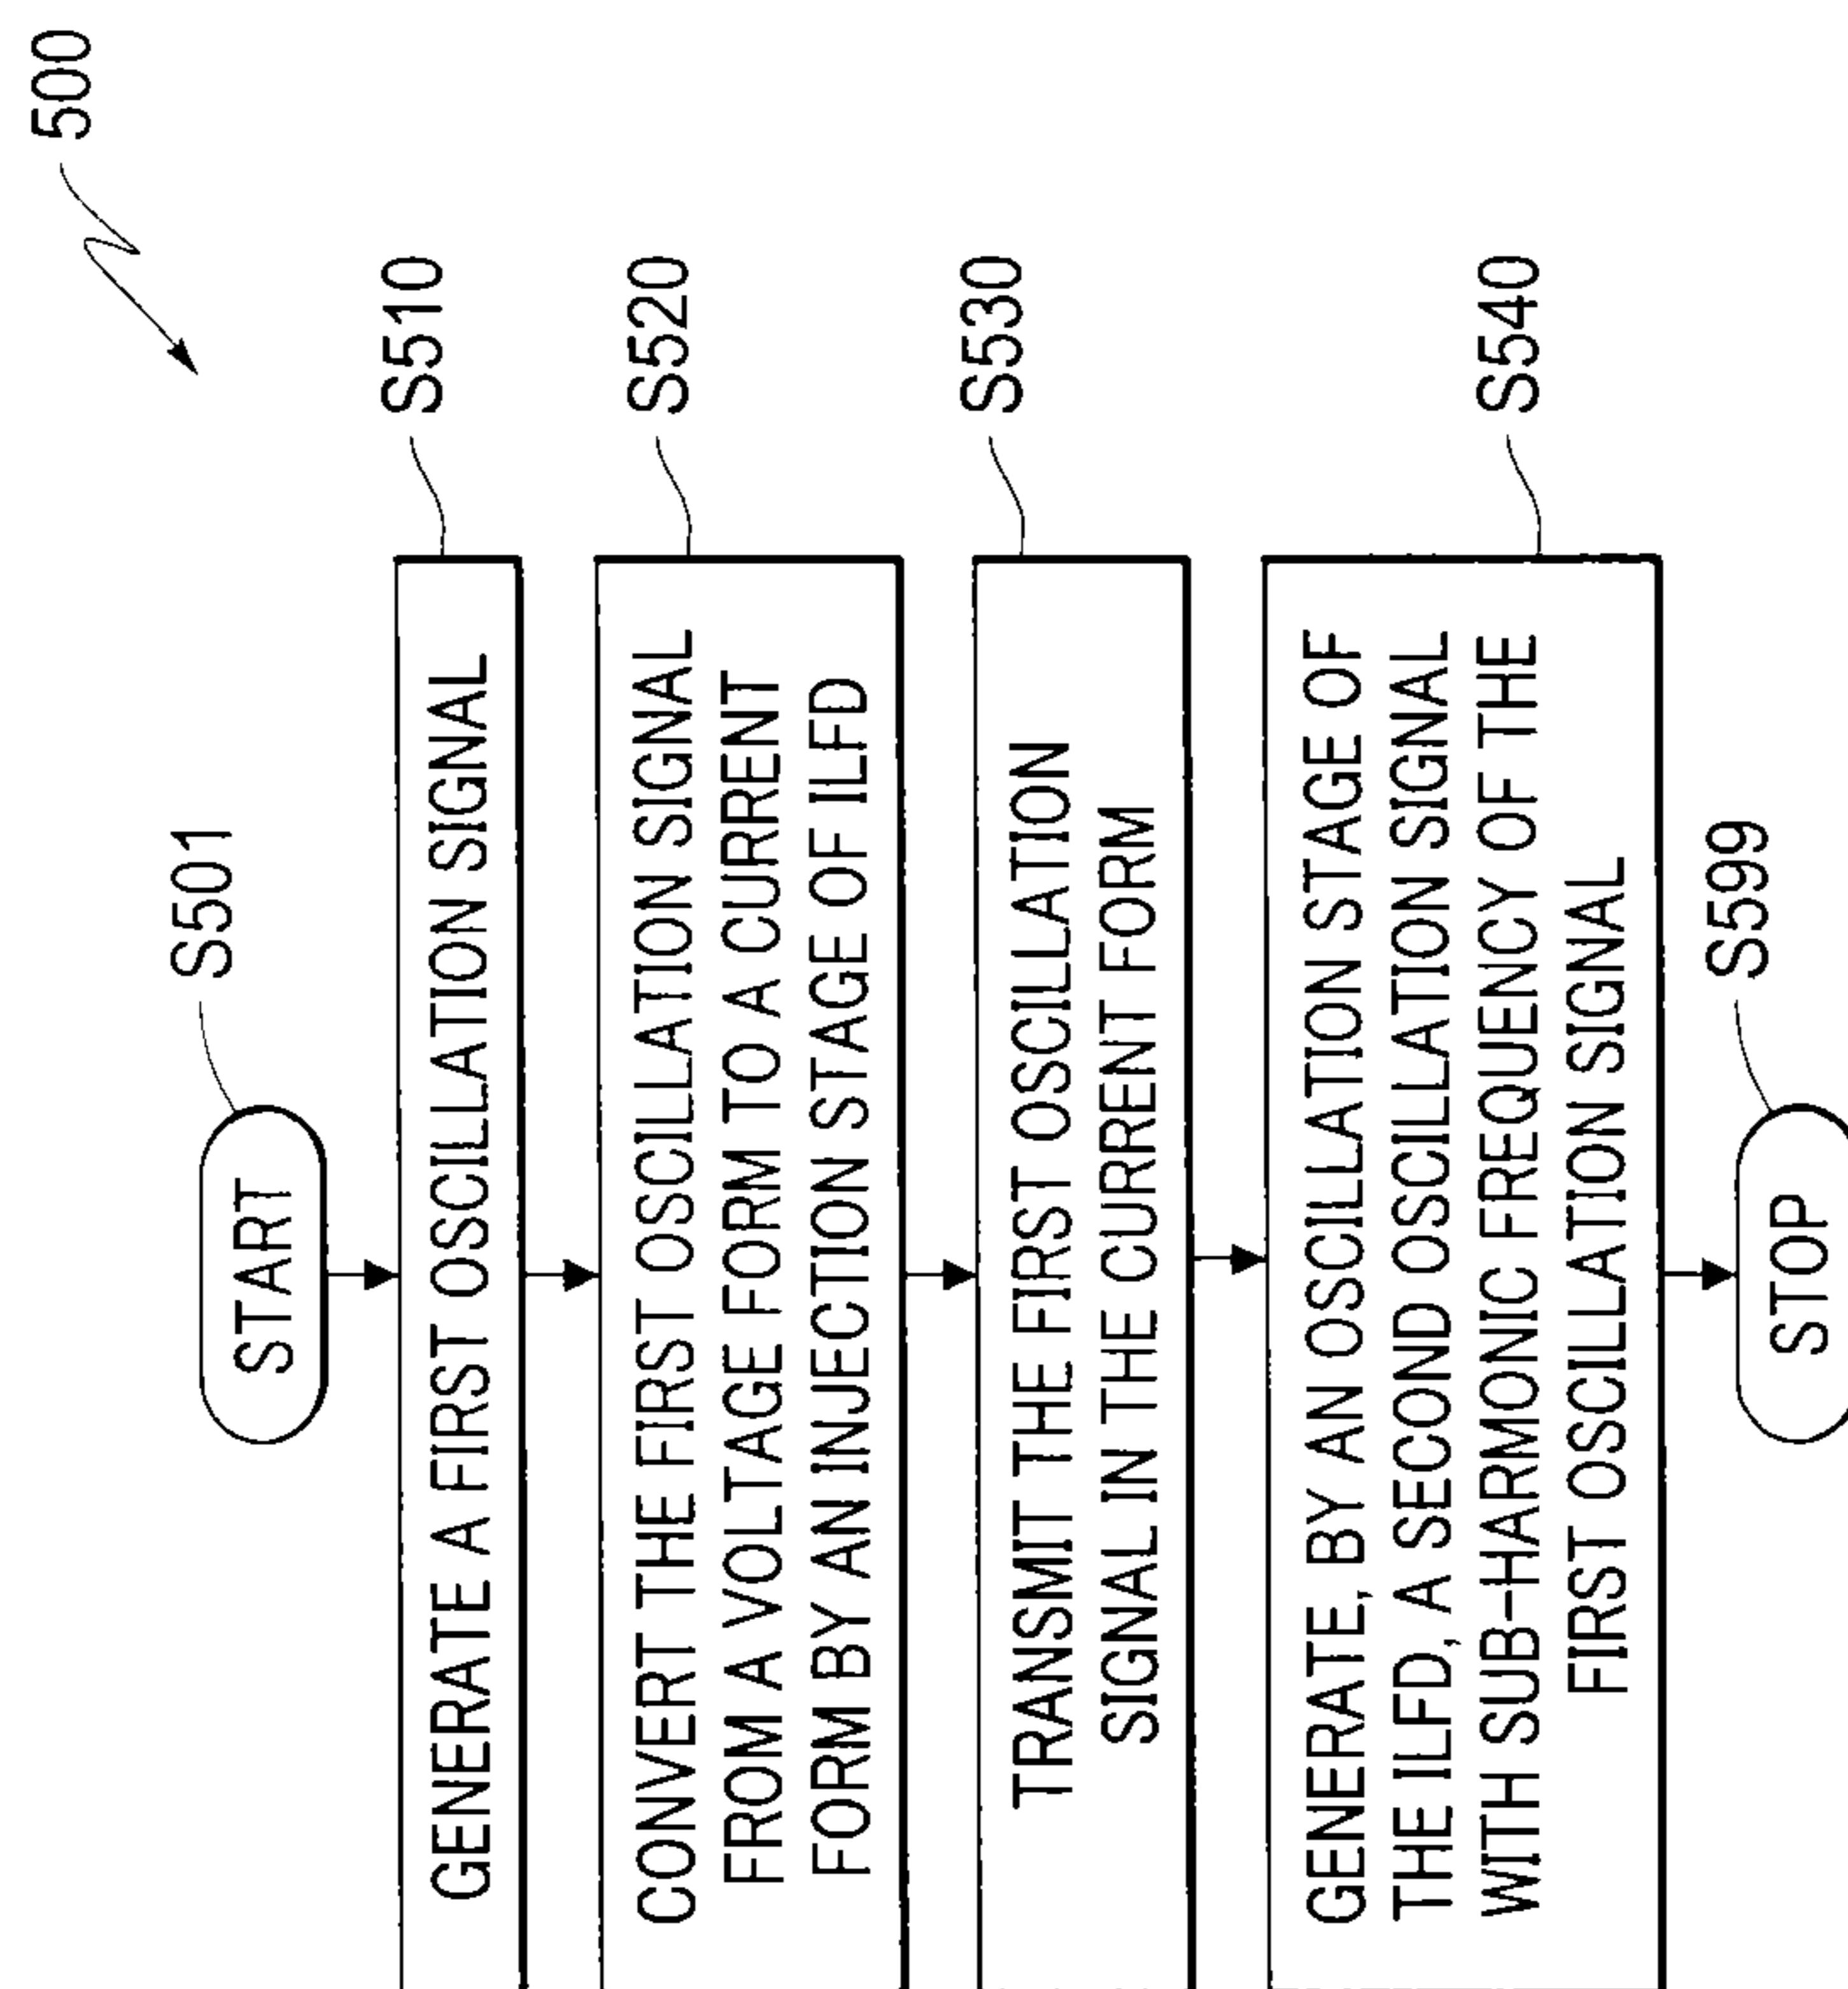 500
S501
START
S510
GENERATE A FIRST OSCILLATION SIGNAL
S520
CONVERT THE FIRST OSCILLATION SIGNAL
FROM A VOLTAGE FORM TO A CURRENT
FORM BY AN INJECTION STAGE OF ILFD
S530
TRANSMIT THE FIRST OSCILLATION
SIGNAL IN THE CURRENT FORM
S540
GENERATE, BY AN OSCILLATION STAGE OF
THE ILFD, A SECOND OSCILLATION SIGNAL
WITH SUB-HARMONIC FREQUENCY OF THE
FIRST OSCILLATION SIGNAL
S599
STOP